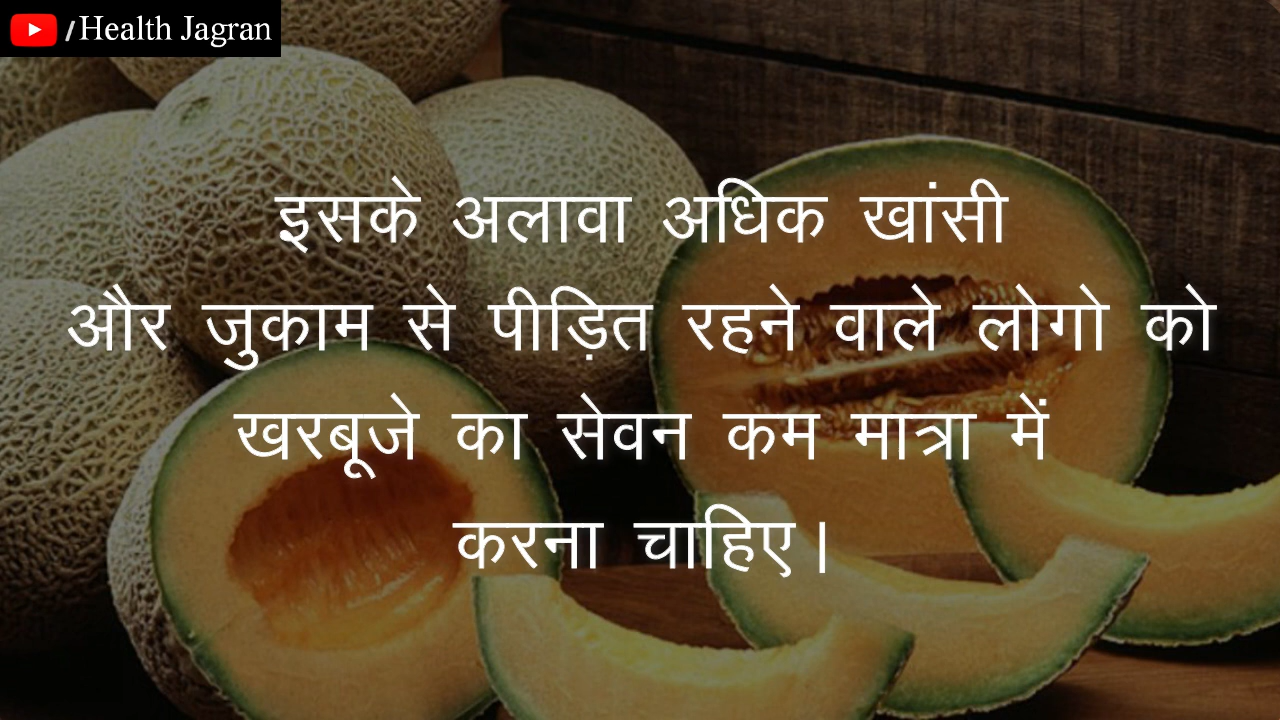 /Health Jagran
इसके अलावा अधिक खांसी
और जुकाम से पीड़ित रहने वाले लोगो को
खरबूजे का सेवन कम मात्रा में
करना चाहिए।